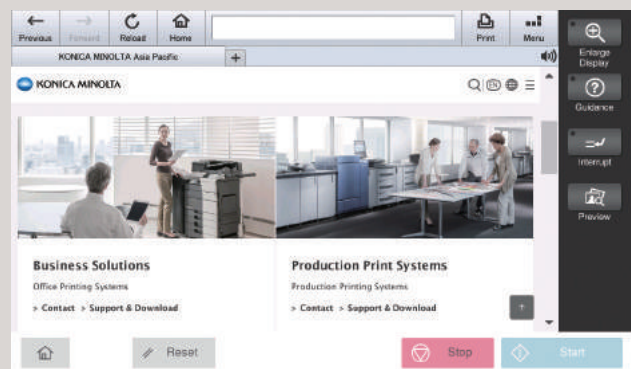 Previous Forward Reload Home Print Menu
KONICA MINOLTA Asia Pacific +
KONICA MINOLTA EN
Business Solutions
Office Printing Systems
> Contact > Support & Download
Production Print Systems
Production Printing Systems
> Contact > Support & Download
Enlarge
Display
Guidance
Interrupt
Preview
Reset Stop Start